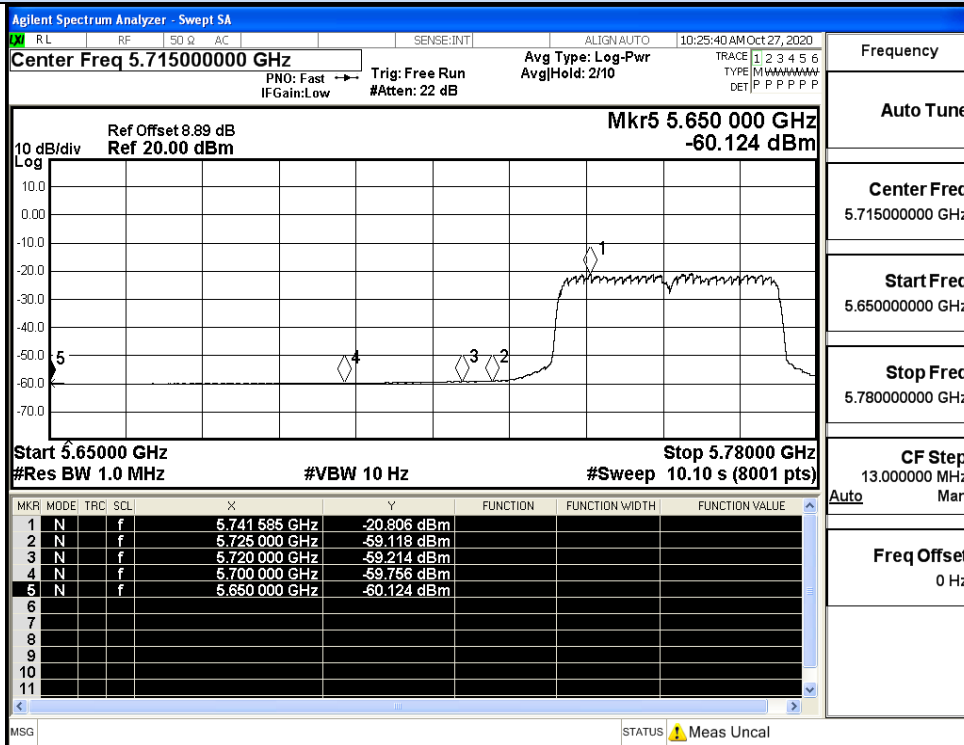 Agilent Spectrum Analyzer - Swept SA
LXI RL RF 50 Ω AC SENSE:INT ALIGN AUTO 10:25:40 AM Oct 27, 2020
Center Freq 5.715000000 GHz
PNO: Fast
IFGain:Low
Trig: Free Run
#Atten: 22 dB
Avg Type: Log-Pwr
Avg|Hold: 2/10
TRACE 1 2 3 4 5 6
TYPE M WWWWW
DET P P P P P P
Mkr5 5.650 000 GHz
-60.124 dBm
Ref Offset 8.89 dB
10 dB/div Ref 20.00 dBm
Log
10.0
0.00
-10.0
-20.0
-30.0
-40.0
-50.0
-60.0
-70.0
1
5
4
3
2
Start 5.65000 GHz Stop 5.78000 GHz
#Res BW 1.0 MHz #VBW 10 Hz #Sweep 10.10 s (8001 pts)
MKR MODE TRC SCL X Y FUNCTION FUNCTION WIDTH FUNCTION VALUE
1 N f 5.741 585 GHz -20.806 dBm
2 N f 5.725 000 GHz -59.118 dBm
3 N f 5.720 000 GHz -59.214 dBm
4 N f 5.700 000 GHz -59.756 dBm
5 N f 5.650 000 GHz -60.124 dBm
6
7
8
9
10
11
MSG STATUS Meas Uncal
Frequency
Auto Tune
Center Freq
5.715000000 GHz
Start Freq
5.650000000 GHz
Stop Freq
5.780000000 GHz
CF Step
13.000000 MHz
Auto Man
Freq Offset
0 Hz